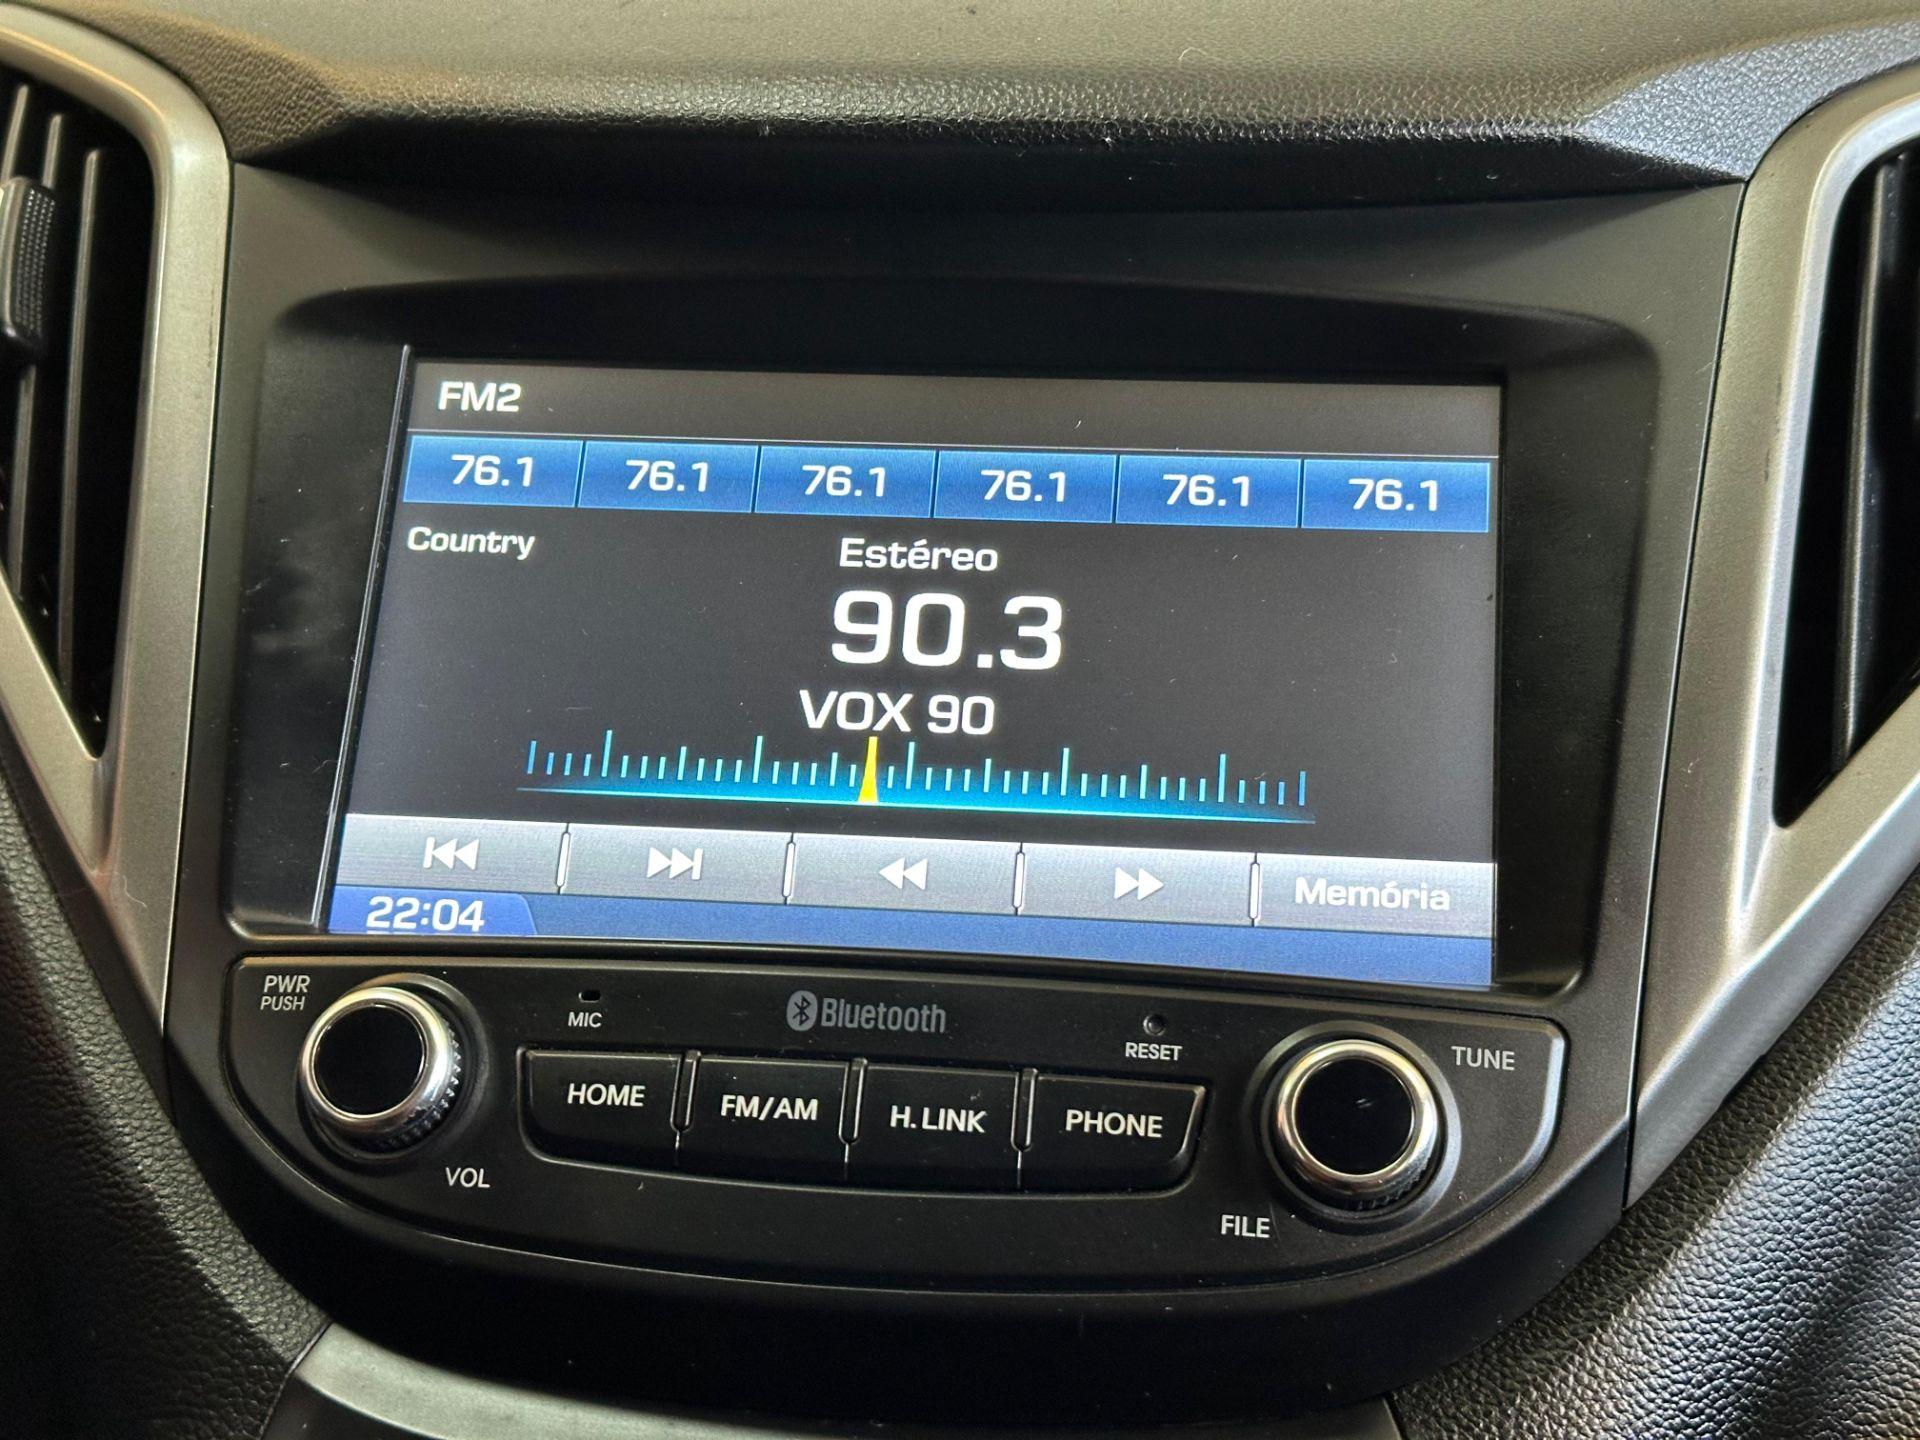 FM2
76.1 76.1 76.1 76.1 76.1 76.1
Country
Estéreo
90.3
VOX 90
Memória
22:04
PWR
PUSH
MIC
Bluetooth
RESET
TUNE
HOME FM/AM H.LINK PHONE
VOL
FILE